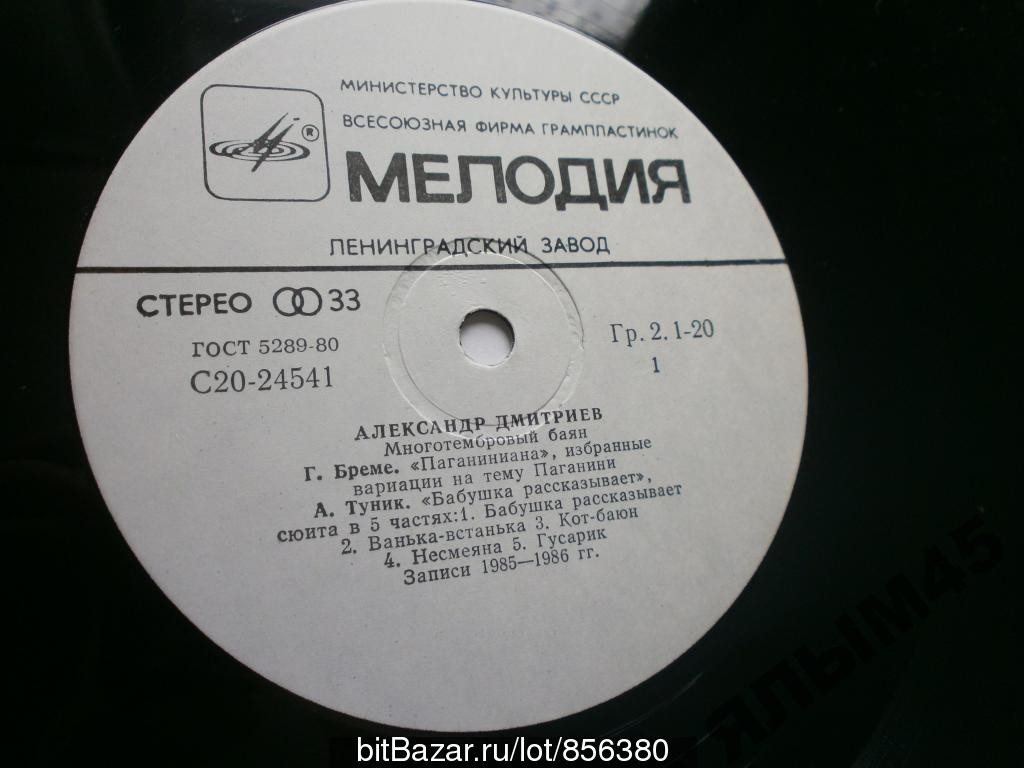 МИНИСТЕРСТВО КУЛЬТУРЫ СССР
ВСЕСОЮЗНАЯ ФИРМА ГРАМПЛАСТИНОК
®
МЕЛОДИЯ
ЛЕНИНГРАДСКИЙ ЗАВОД
СТЕРЕО 33
ГОСТ 5289-80
С20-24541
Гр. 2. 1-20
1
АЛЕКСАНДР ДМИТРИЕВ
Многотембровый баян
Г. Бреме. «Паганиниана», избранные
вариации на тему Паганини
А. Туник. «Бабушка рассказывает»,
сюита в 5 частях:1. Бабушка рассказывает
2. Ванька-встанька 3. Кот-баюн
4. Несмеяна 5. Гусарик
Записи 1985—1986 гг.
ЯЛЫМ45
bitBazar.ru/lot/856380